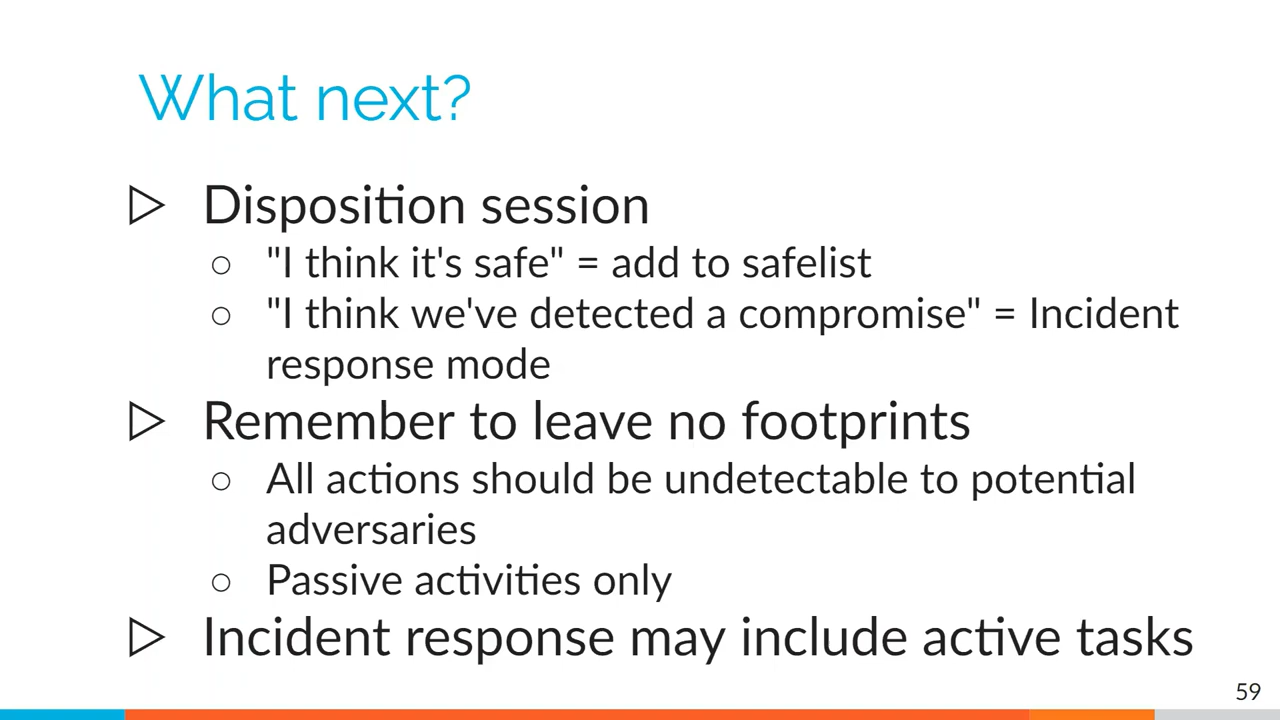 What next?
▷ Disposition session
○ "I think it's safe" = add to safelist
○ "I think we've detected a compromise" = Incident
response mode
▷ Remember to leave no footprints
○ All actions should be undetectable to potential
adversaries
○ Passive activities only
▷ Incident response may include active tasks
59